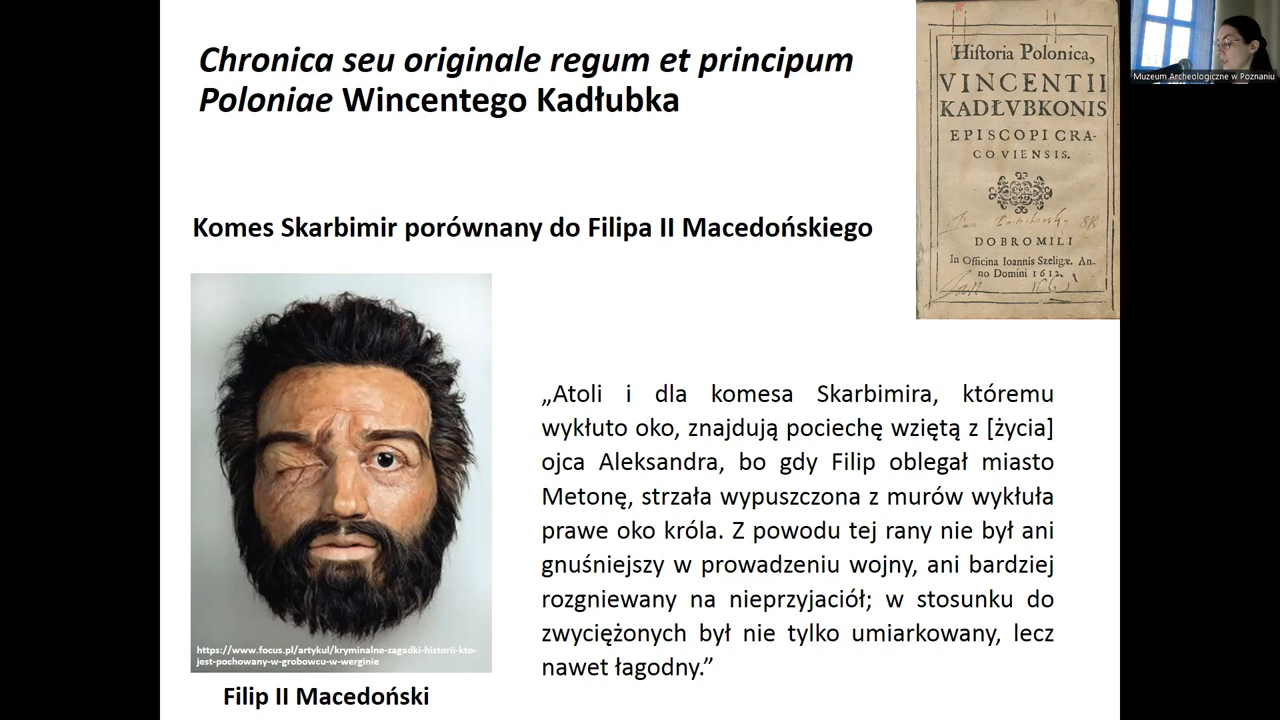 Chronica seu originale regum et principum
Poloniae Wincentego Kadłubka
Hiſtoria Polonica,
VINCENTII
KADŁVBKONIS
EPISCOPI CRA-
COVIENSIS.
DOBROMILI
In Officina Ioannis Szeligæ. An-
no Domini 1612.
Muzeum Archeologiczne w Poznaniu
Komes Skarbimir porównany do Filipa II Macedońskiego
„Atoli i dla komesa Skarbimira, któremu
wykłuto oko, znajdują pociechę wziętą z [życia]
ojca Aleksandra, bo gdy Filip oblegał miasto
Metonę, strzała wypuszczona z murów wykłuła
prawe oko króla. Z powodu tej rany nie był ani
gnuśniejszy w prowadzeniu wojny, ani bardziej
rozgniewany na nieprzyjaciół; w stosunku do
zwyciężonych był nie tylko umiarkowany, lecz
nawet łagodny.”
https://www.focus.pl/artykul/kryminalne-zagadki-historii-kto-
jest-pochowany-w-grobowcu-w-werginie
Filip II Macedoński